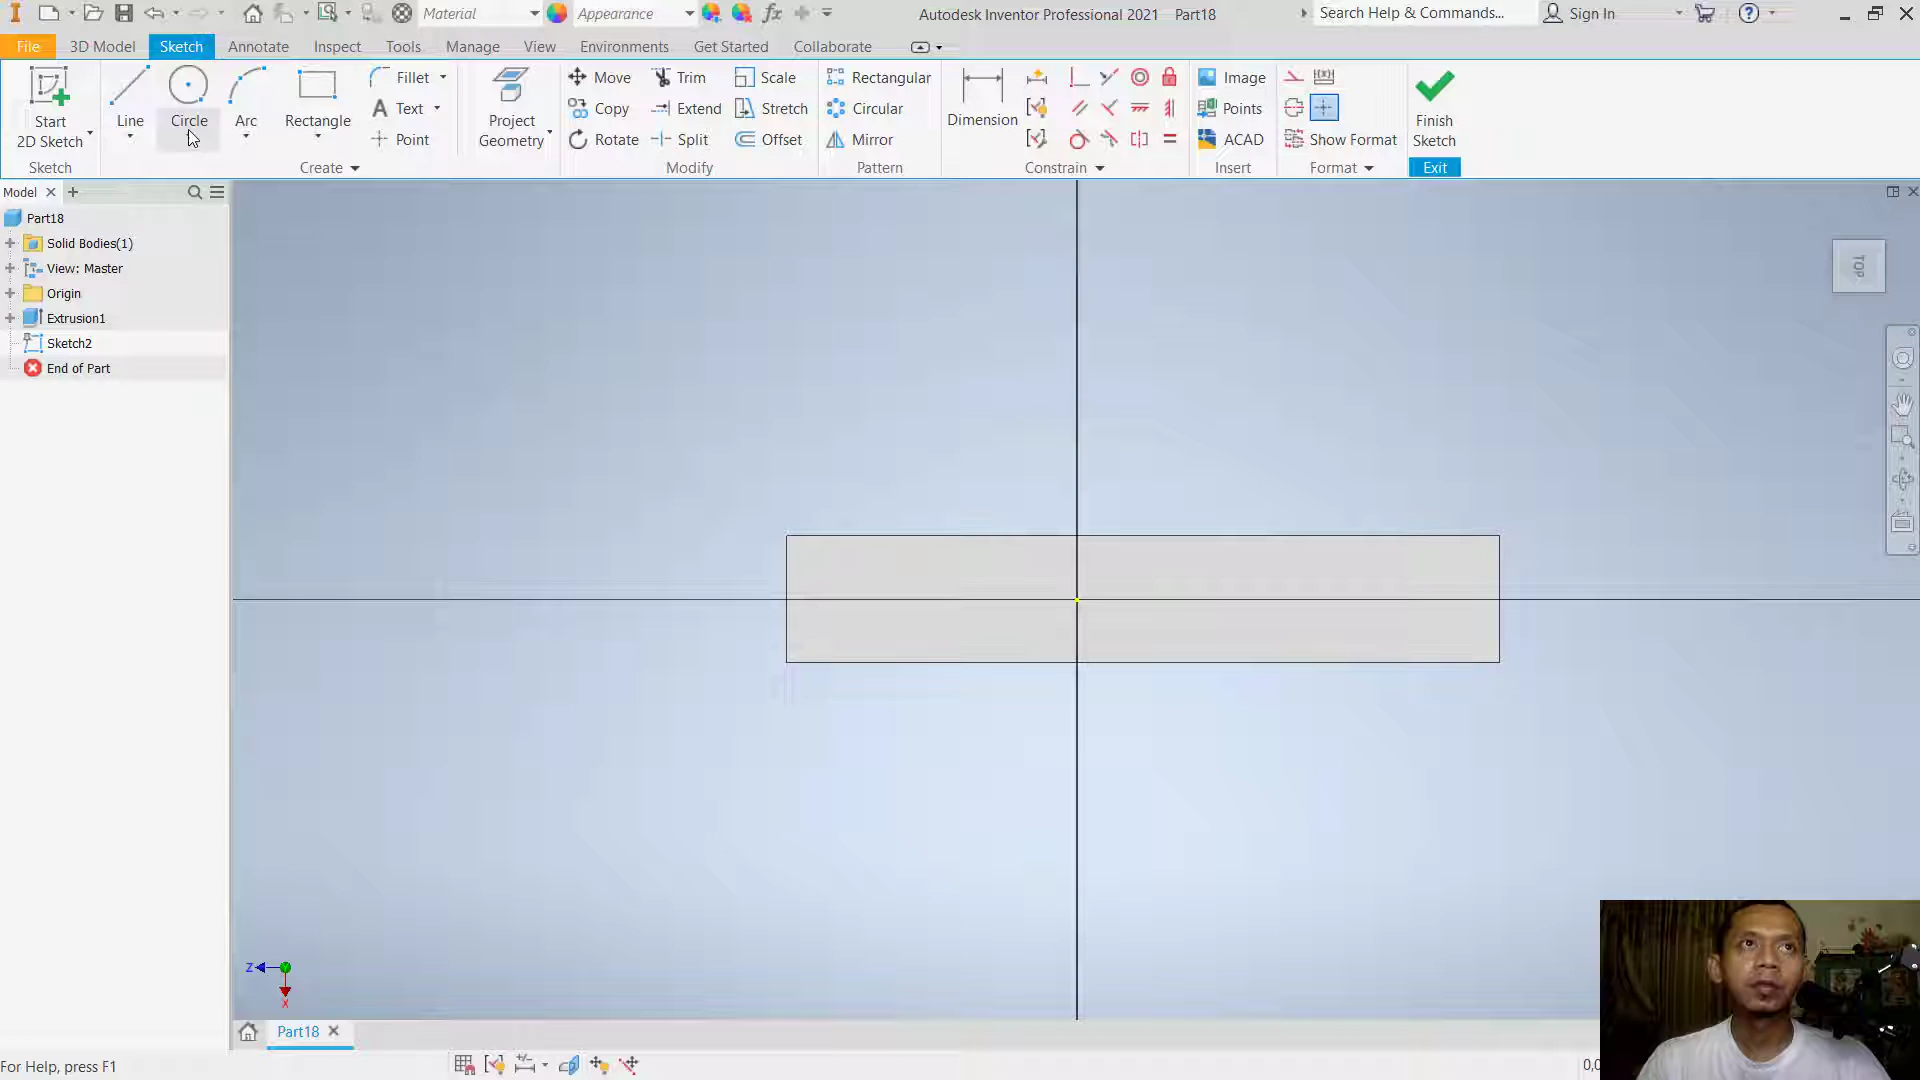 Material
Appearance
fx
Autodesk Inventor Professional 2021 Part18
Search Help & Commands...
Sign In
File
3D Model
Sketch
Annotate
Inspect
Tools
Manage
View
Environments
Get Started
Collaborate
Start
2D Sketch
Line
Circle
Arc
Rectangle
Fillet
Text
Point
Project
Geometry
Move
Copy
Rotate
Trim
Extend
Split
Scale
Stretch
Offset
Rectangular
Circular
Mirror
Dimension
Image
Points
ACAD
Show Format
Finish
Sketch
Sketch
Create
Modify
Pattern
Constrain
Insert
Format
Exit
Model
Part18
Solid Bodies(1)
View: Master
Origin
Extrusion1
Sketch2
End of Part
TOP
Z
X
Part18
For Help, press F1